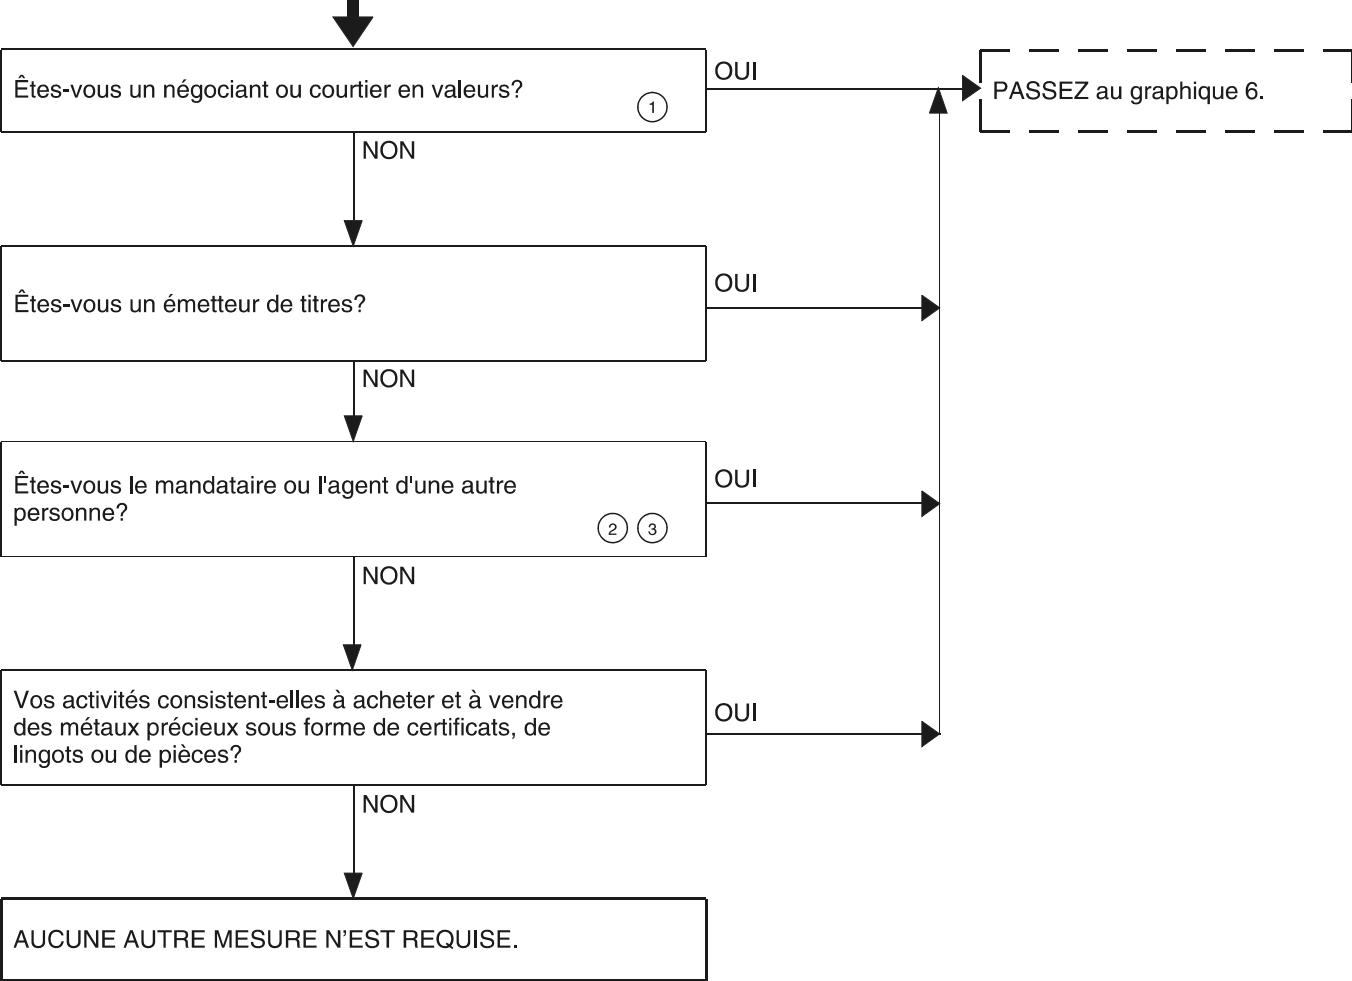 Êtes-vous un négociant ou courtier en valeurs?
1
OUI
PASSEZ au graphique 6.
NON
Êtes-vous un émetteur de titres?
OUI
NON
Êtes-vous le mandataire ou l'agent d'une autre
personne?
2 3
OUI
NON
Vos activités consistent-elles à acheter et à vendre
des métaux précieux sous forme de certificats, de
lingots ou de pièces?
OUI
NON
AUCUNE AUTRE MESURE N'EST REQUISE.